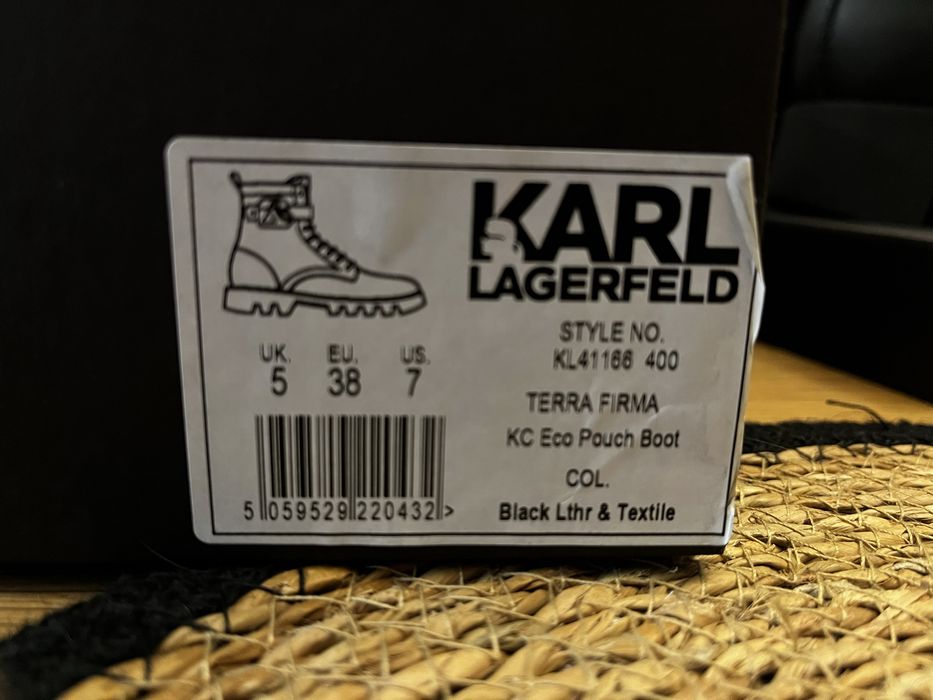 KARL
LAGERFELD
STYLE NO.
KL41166 400
UK. EU. US.
5 38 7
TERRA FIRMA
KC Eco Pouch Boot
COL.
Black Lthr & Textile
5 059529 220432 >